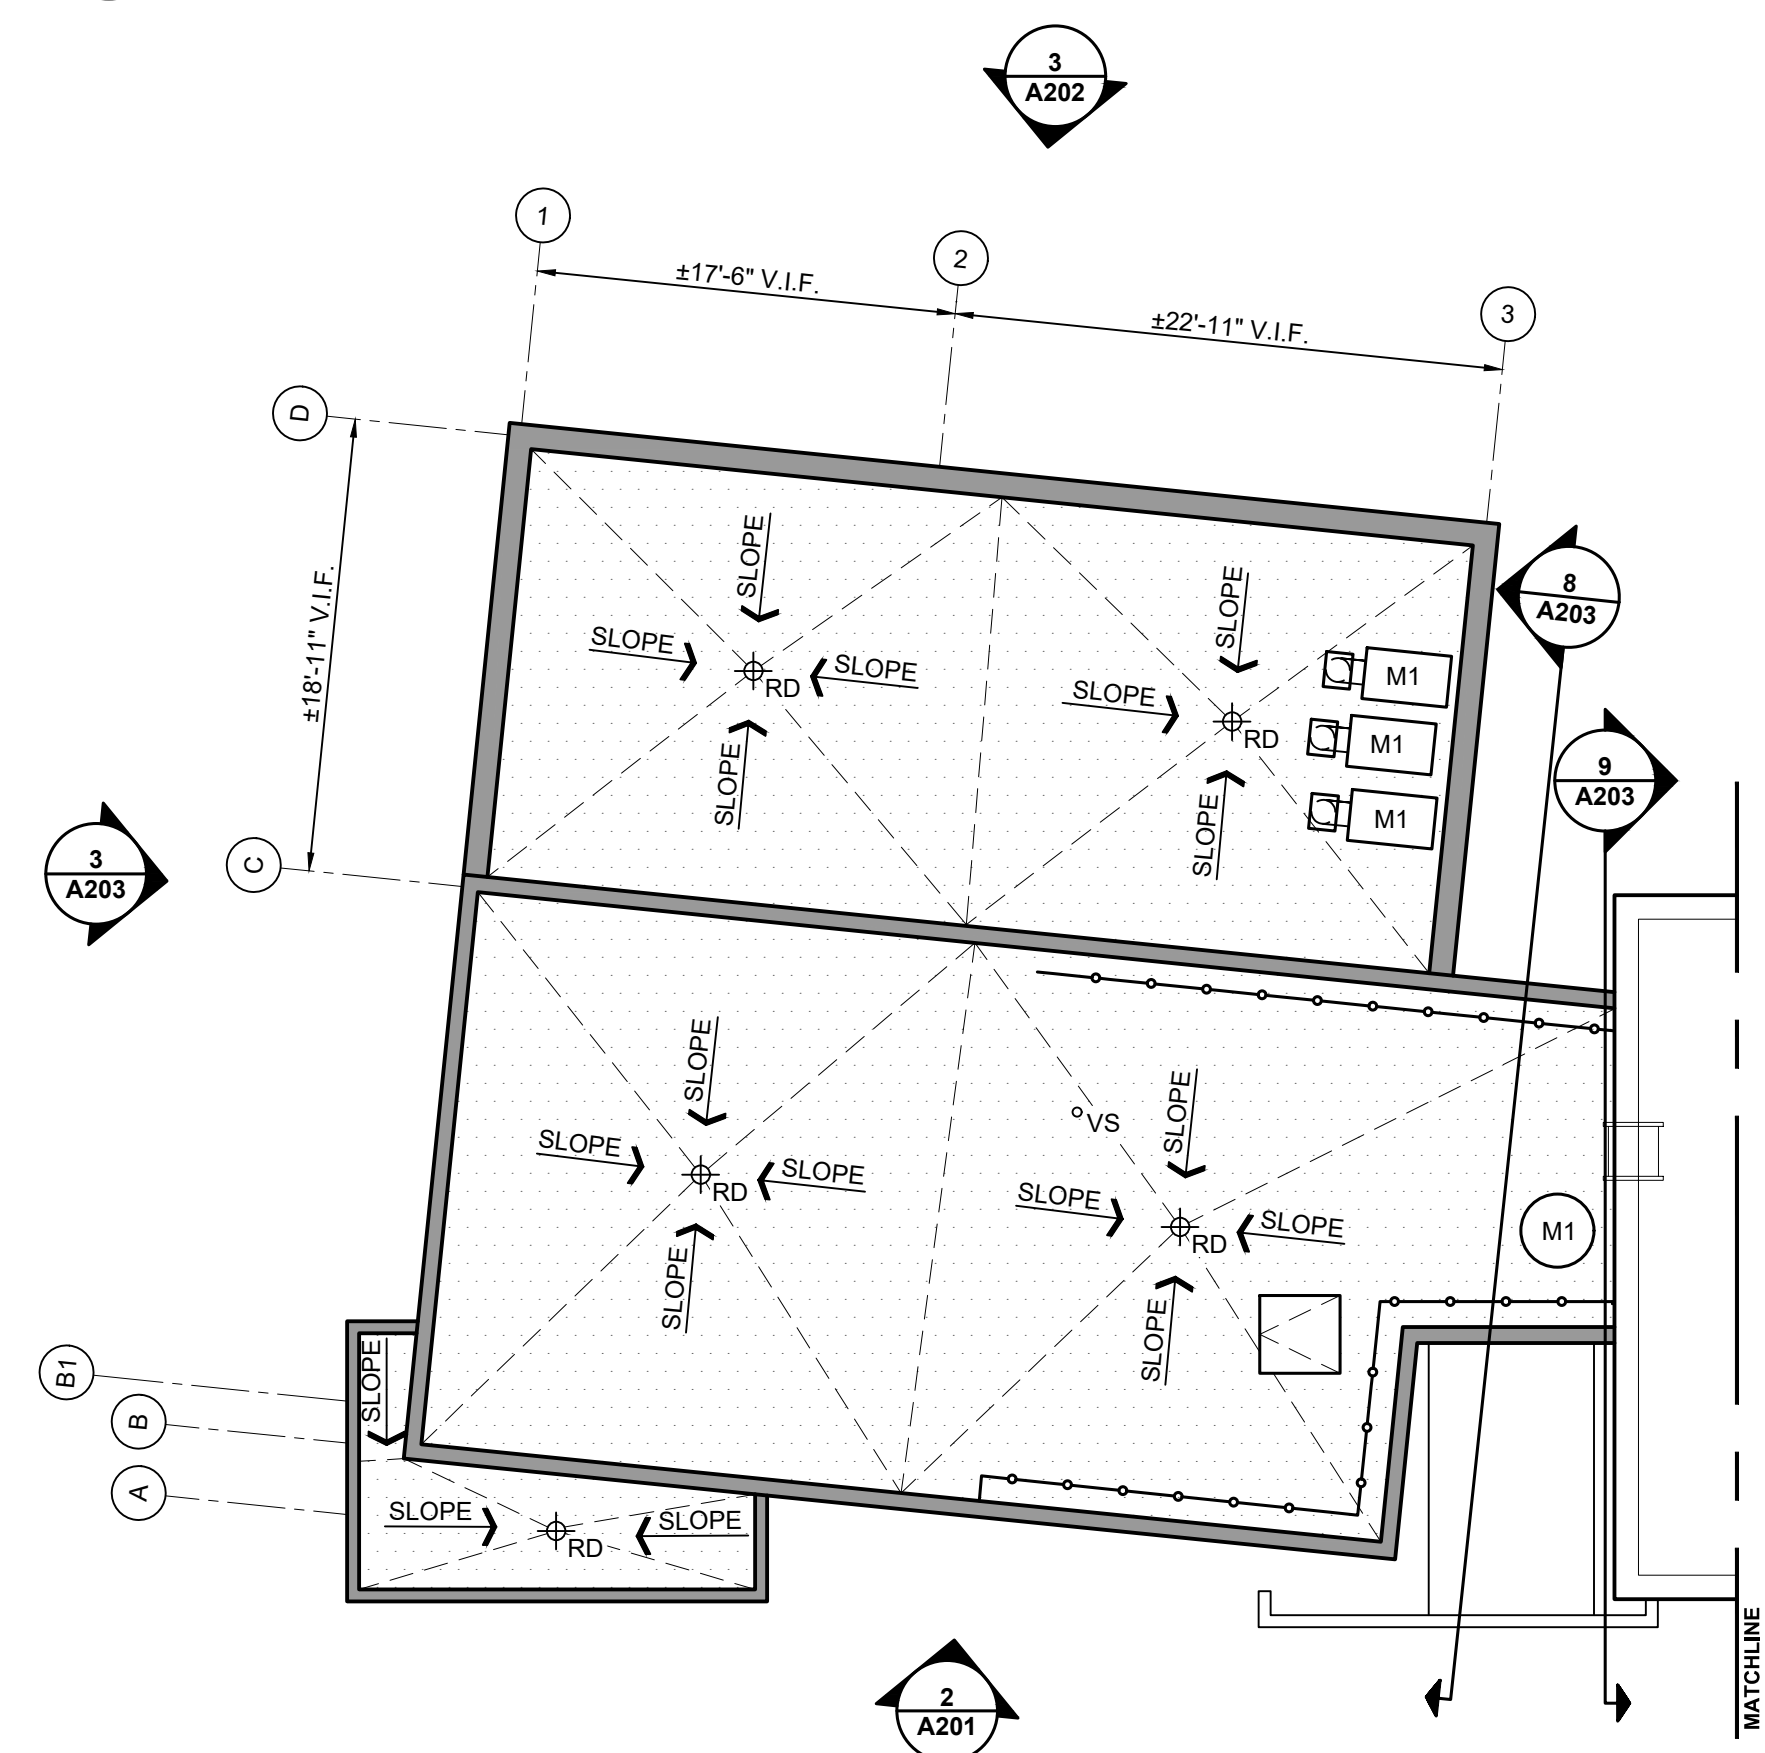 3
A202
1
2
3
±17'-6" V.I.F.
±22'-11" V.I.F.
D
±18'-11" V.I.F.
C
8
A203
9
A203
3
A203
SLOPE
SLOPE
SLOPE
SLOPE
RD
SLOPE
SLOPE
SLOPE
RD
M1
M1
M1
SLOPE
SLOPE
SLOPE
SLOPE
RD
VS
SLOPE
SLOPE
SLOPE
SLOPE
RD
M1
B1
B
A
SLOPE
SLOPE
SLOPE
RD
2
A201
MATCHLINE